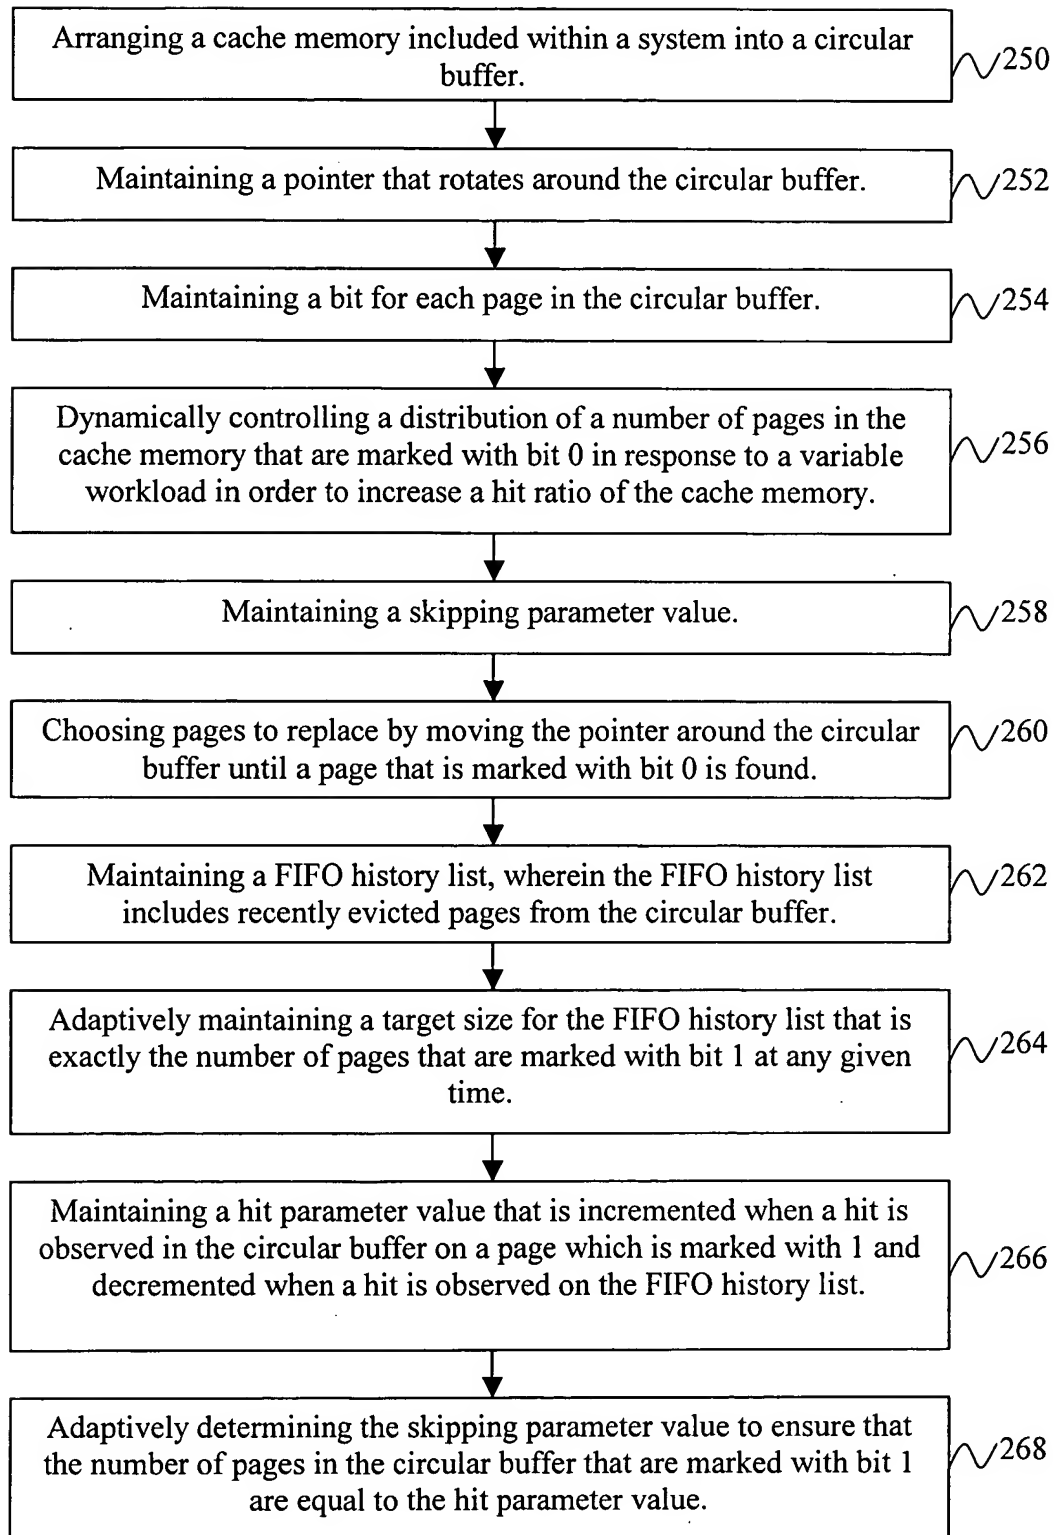 Arranging a cache memory included within a system into a circular
buffer.
250
Maintaining a pointer that rotates around the circular buffer.
252
Maintaining a bit for each page in the circular buffer.
254
Dynamically controlling a distribution of a number of pages in the
cache memory that are marked with bit 0 in response to a variable
workload in order to increase a hit ratio of the cache memory.
256
Maintaining a skipping parameter value.
258
Choosing pages to replace by moving the pointer around the circular
buffer until a page that is marked with bit 0 is found.
260
Maintaining a FIFO history list, wherein the FIFO history list
includes recently evicted pages from the circular buffer.
262
Adaptively maintaining a target size for the FIFO history list that is
exactly the number of pages that are marked with bit 1 at any given
time.
264
Maintaining a hit parameter value that is incremented when a hit is
observed in the circular buffer on a page which is marked with 1 and
decremented when a hit is observed on the FIFO history list.
266
Adaptively determining the skipping parameter value to ensure that
the number of pages in the circular buffer that are marked with bit 1
are equal to the hit parameter value.
268